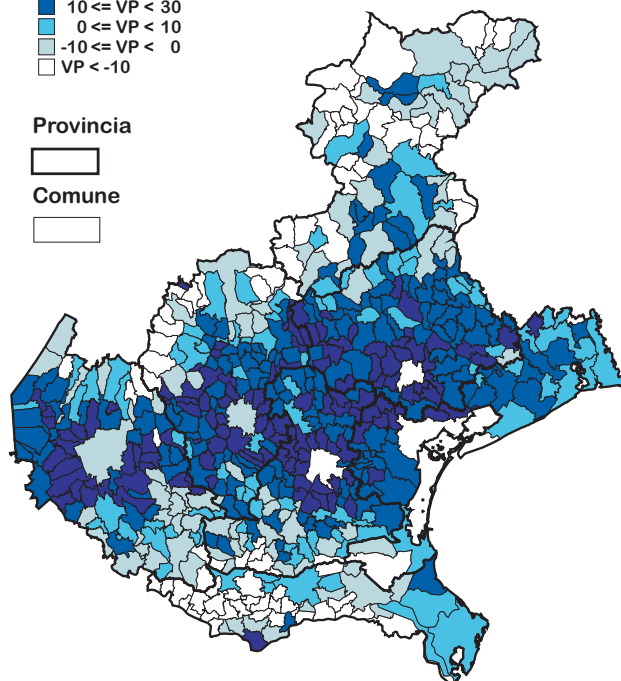 10 <= VP < 30
0 <= VP < 10
-10 <= VP < 0
VP < -10
Provincia
Comune